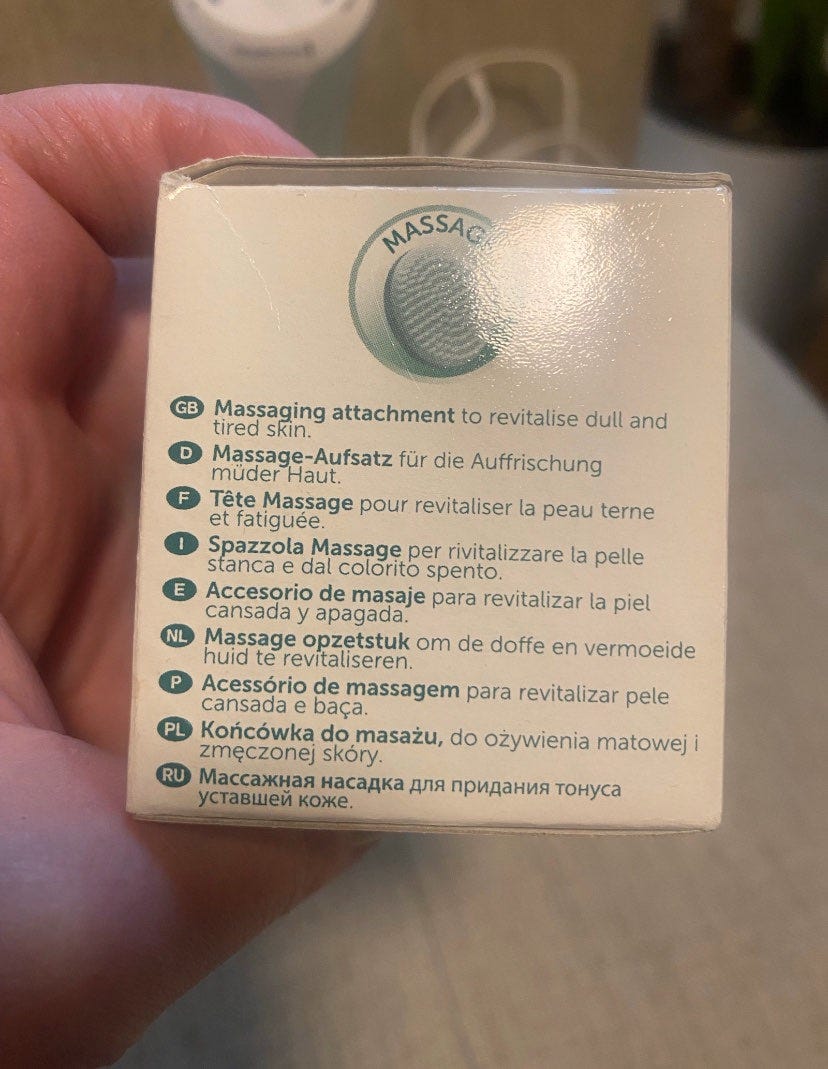 GB Massaging attachment to revitalise dull and
tired skin.
D Massage-Aufsatz für die Auffrischung
müder Haut.
F Tête Massage pour revitaliser la peau terne
et fatiguée.
I Spazzola Massage per rivitalizzare la pelle
stanca e dal colorito spento.
E Accesorio de masaje para revitalizar la piel
cansada y apagada.
NL Massage opzetstuk om de doffe en vermoeide
huid te revitaliseren.
P Acessório de massagem para revitalizar pele
cansada e baça.
PL Końcówka do masażu, do ożywienia matowej i
zmęczonej skóry.
RU Массажная насадка для придания тонуса
уставшей коже.